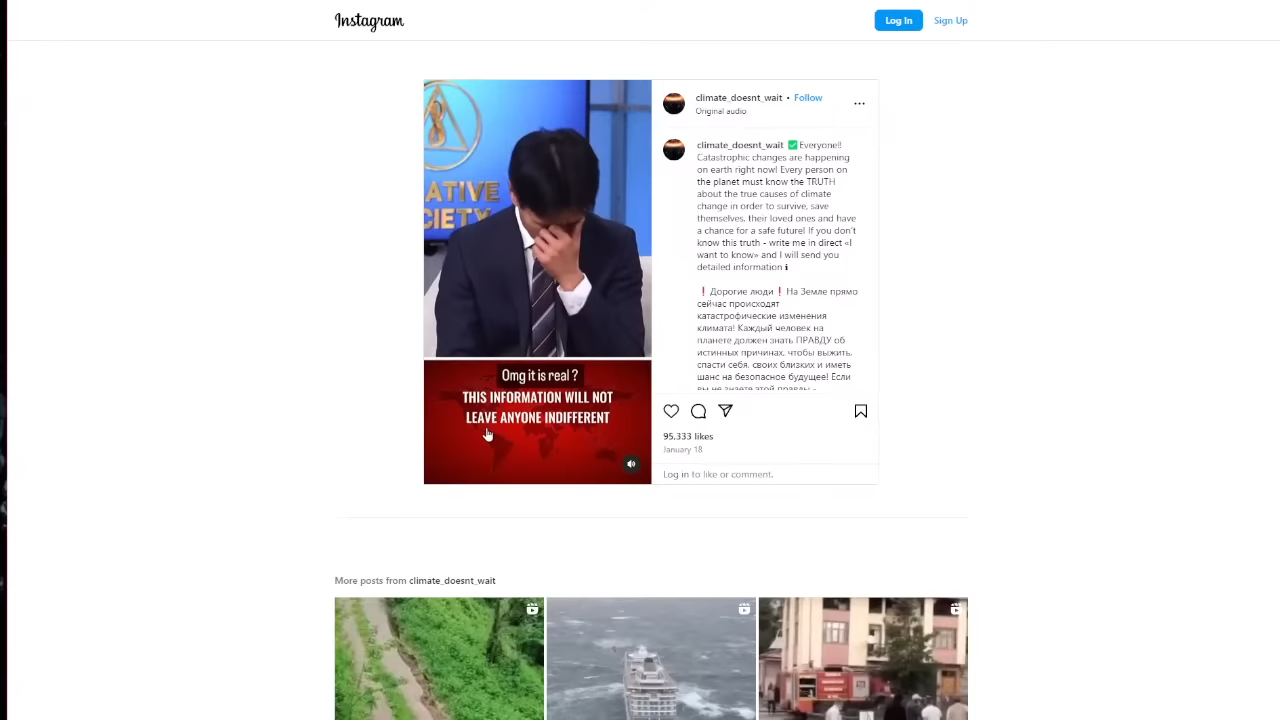 Instagram
Log In
Sign Up
ATIVE
CIETY
Omg it is real ?
THIS INFORMATION WILL NOT
LEAVE ANYONE INDIFFERENT
climate_doesnt_wait • Follow
Original audio
climate_doesnt_wait ✅Everyone!!
Catastrophic changes are happening
on earth right now! Every person on
the planet must know the TRUTH
about the true causes of climate
change in order to survive, save
themselves, their loved ones and have
a chance for a safe future! If you don't
know this truth - write me in direct «I
want to know» and I will send you
detailed information ℹ
❗Дорогие люди❗На Земле прямо
сейчас происходят
катастрофические изменения
климата! Каждый человек на
планете должен знать ПРАВДУ об
истинных причинах, чтобы выжить,
спасти себя, своих близких и иметь
шанс на безопасное будущее! Если
вы не знаете этой правды -
95,333 likes
January 18
Log in to like or comment.
More posts from climate_doesnt_wait